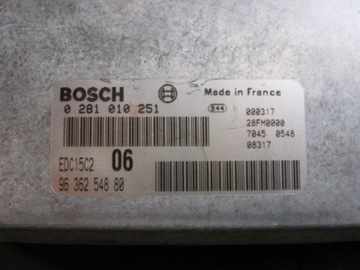 BOSCH
Made in France
0 281 010 251
S44
000317
28FM0000
7045 0548
08317
EDC15C2
06
96 362 548 80